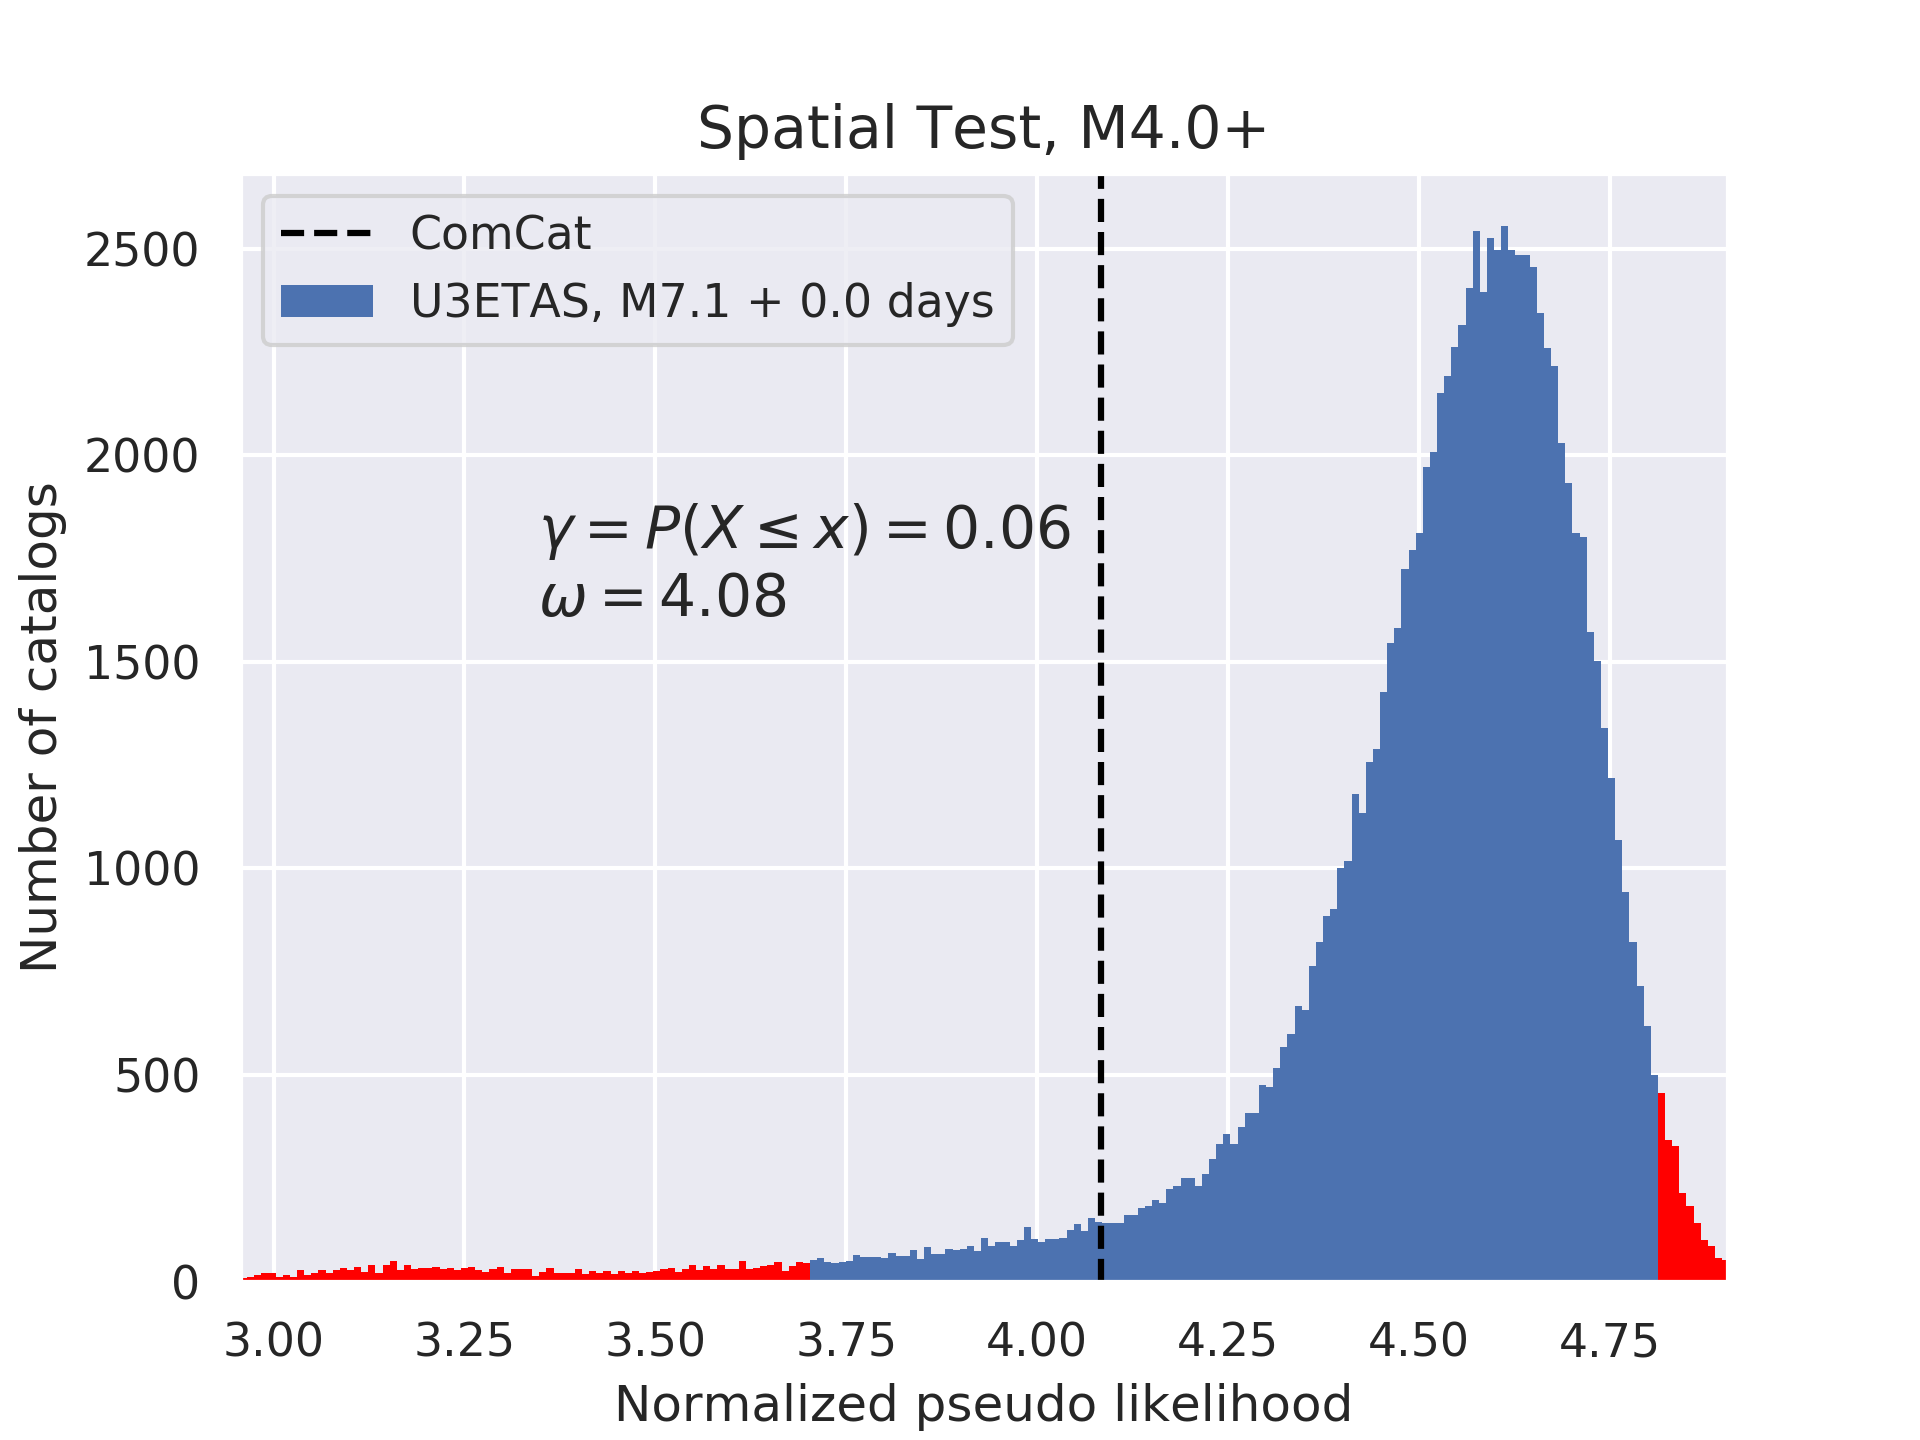 Spatial Test, M4.0+
ComCat
U3ETAS, M7.1 + 0.0 days
γ = P(X ≤ x) = 0.06
ω = 4.08
Number of catalogs
2500
2000
1500
1000
500
0
3.00 3.25 3.50 3.75 4.00 4.25 4.50 4.75
Normalized pseudo likelihood